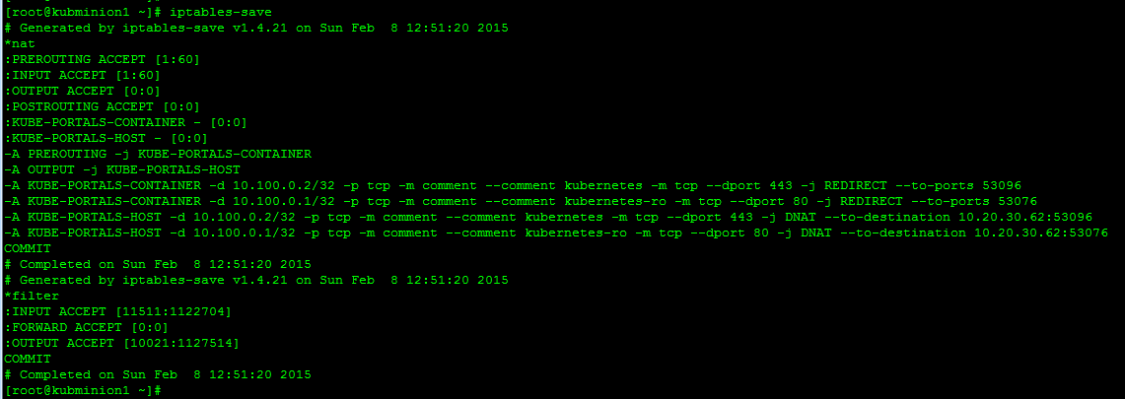 [root@kubminion1 ~]# iptables-save
# Generated by iptables-save v1.4.21 on Sun Feb  8 12:51:20 2015
*nat
:PREROUTING ACCEPT [1:60]
:INPUT ACCEPT [1:60]
:OUTPUT ACCEPT [0:0]
:POSTROUTING ACCEPT [0:0]
:KUBE-PORTALS-CONTAINER - [0:0]
:KUBE-PORTALS-HOST - [0:0]
-A PREROUTING -j KUBE-PORTALS-CONTAINER
-A OUTPUT -j KUBE-PORTALS-HOST
-A KUBE-PORTALS-CONTAINER -d 10.100.0.2/32 -p tcp -m comment --comment kubernetes -m tcp --dport 443 -j REDIRECT --to-ports 53096
-A KUBE-PORTALS-CONTAINER -d 10.100.0.1/32 -p tcp -m comment --comment kubernetes-ro -m tcp --dport 80 -j REDIRECT --to-ports 53076
-A KUBE-PORTALS-HOST -d 10.100.0.2/32 -p tcp -m comment --comment kubernetes -m tcp --dport 443 -j DNAT --to-destination 10.20.30.62:53096
-A KUBE-PORTALS-HOST -d 10.100.0.1/32 -p tcp -m comment --comment kubernetes-ro -m tcp --dport 80 -j DNAT --to-destination 10.20.30.62:53076
COMMIT
# Completed on Sun Feb  8 12:51:20 2015
# Generated by iptables-save v1.4.21 on Sun Feb  8 12:51:20 2015
*filter
:INPUT ACCEPT [11511:1122704]
:FORWARD ACCEPT [0:0]
:OUTPUT ACCEPT [10021:1127514]
COMMIT
# Completed on Sun Feb  8 12:51:20 2015
[root@kubminion1 ~]#